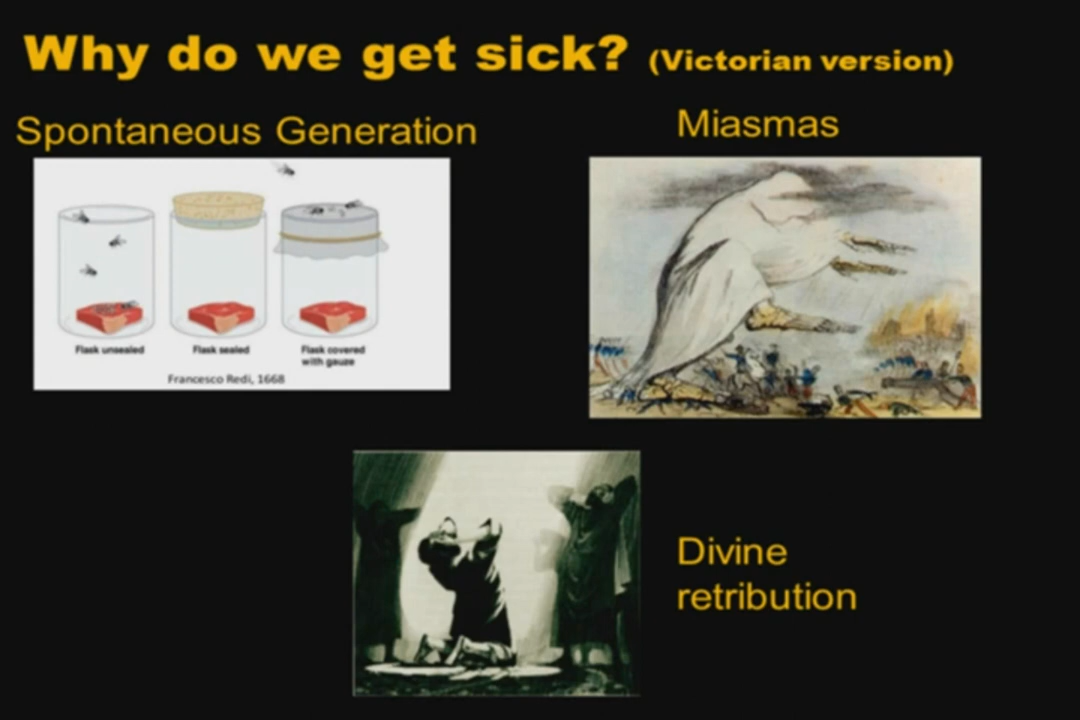 Why do we get sick? (Victorian version)
Spontaneous Generation
Miasmas
Flask unsealed
Flask sealed
Flask covered
with gauze
Francesco Redi, 1668
Divine
retribution